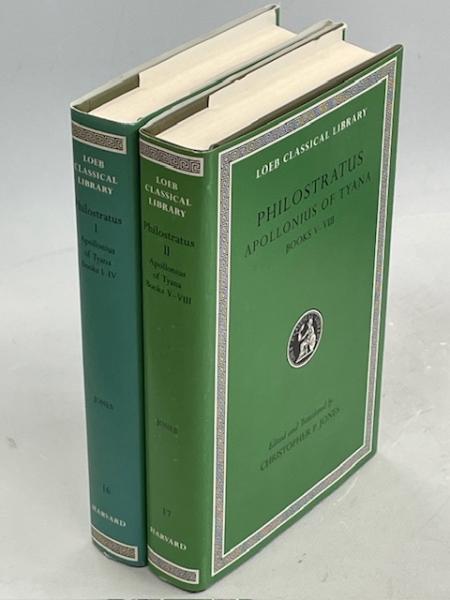 LOEB
CLASSICAL
LIBRARY
Philostratus
I
Apollonius
of Tyana
Books I–IV
JONES
16
HARVARD
LOEB
CLASSICAL
LIBRARY
Philostratus
II
Apollonius
of Tyana
Books V–VIII
JONES
17
HARVARD
LOEB CLASSICAL LIBRARY
PHILOSTRATUS
APOLLONIUS OF TYANA
BOOKS V–VIII
Edited and Translated by
CHRISTOPHER P. JONES